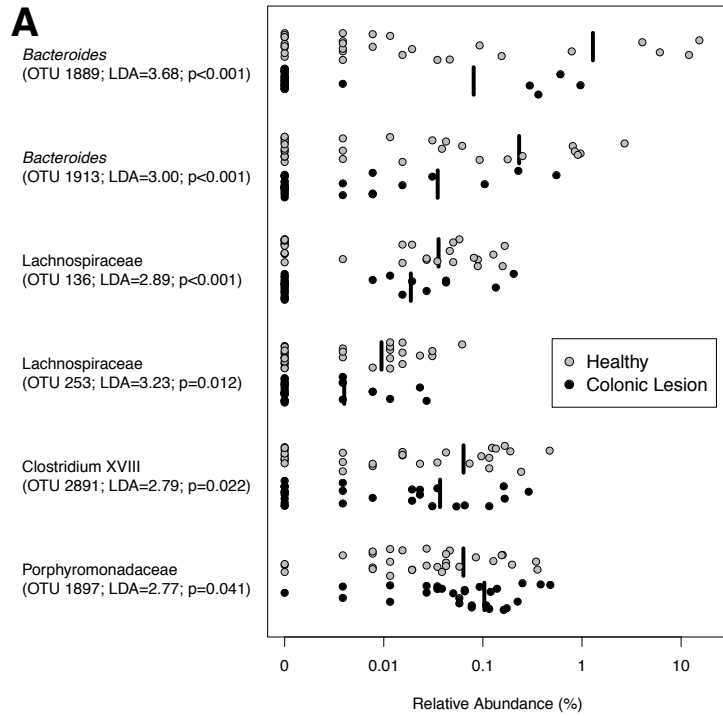 A
Bacteroides
(OTU 1889; LDA=3.68; p<0.001)
Bacteroides
(OTU 1913; LDA=3.00; p<0.001)
Lachnospiraceae
(OTU 136; LDA=2.89; p<0.001)
Lachnospiraceae
(OTU 253; LDA=3.23; p=0.012)
Clostridium XVIII
(OTU 2891; LDA=2.79; p=0.022)
Porphyromonadaceae
(OTU 1897; LDA=2.77; p=0.041)
Healthy
Colonic Lesion
0 0.01 0.1 1 10
Relative Abundance (%)